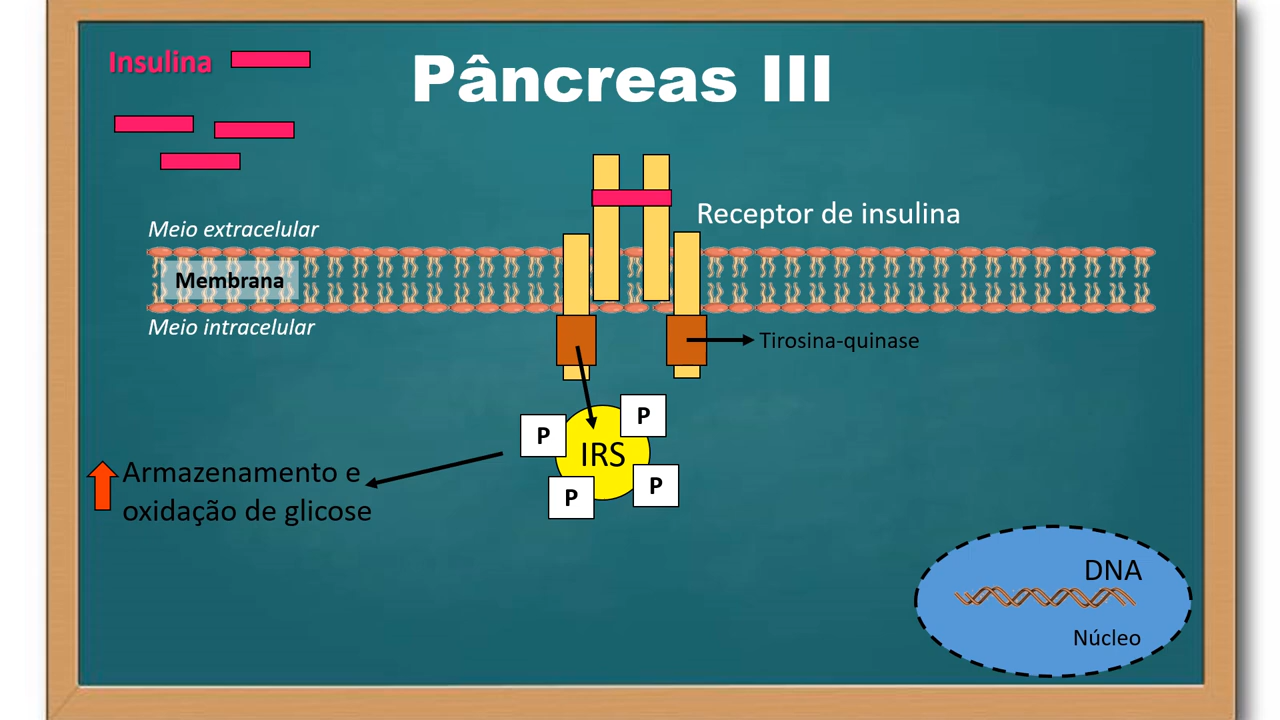 Insulina
Pâncreas III
Receptor de insulina
Meio extracelular
Membrana
Meio intracelular
Tirosina-quinase
P
P
IRS
P
P
Armazenamento e
oxidação de glicose
DNA
Núcleo